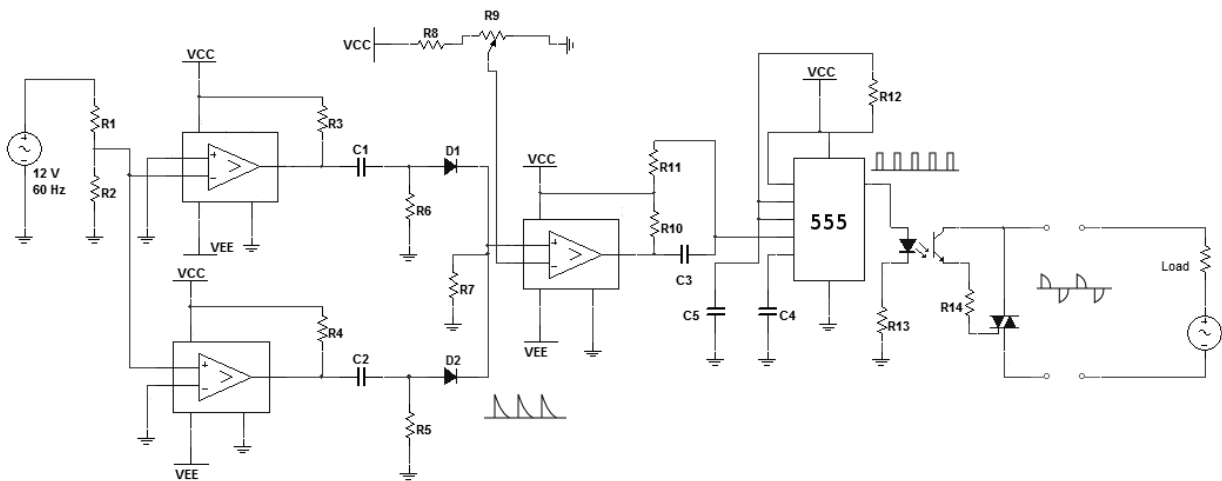 R9
R8
VCC
VCC
VCC
R12
R1
R3
C1
D1
VCC
R11
12 V
60 Hz
R2
>
+
−
R6
555
R10
VEE
+
−
>
C3
Load
VCC
R7
C5
C4
R13
R14
R4
C2
D2
VEE
+
−
>
R5
VEE